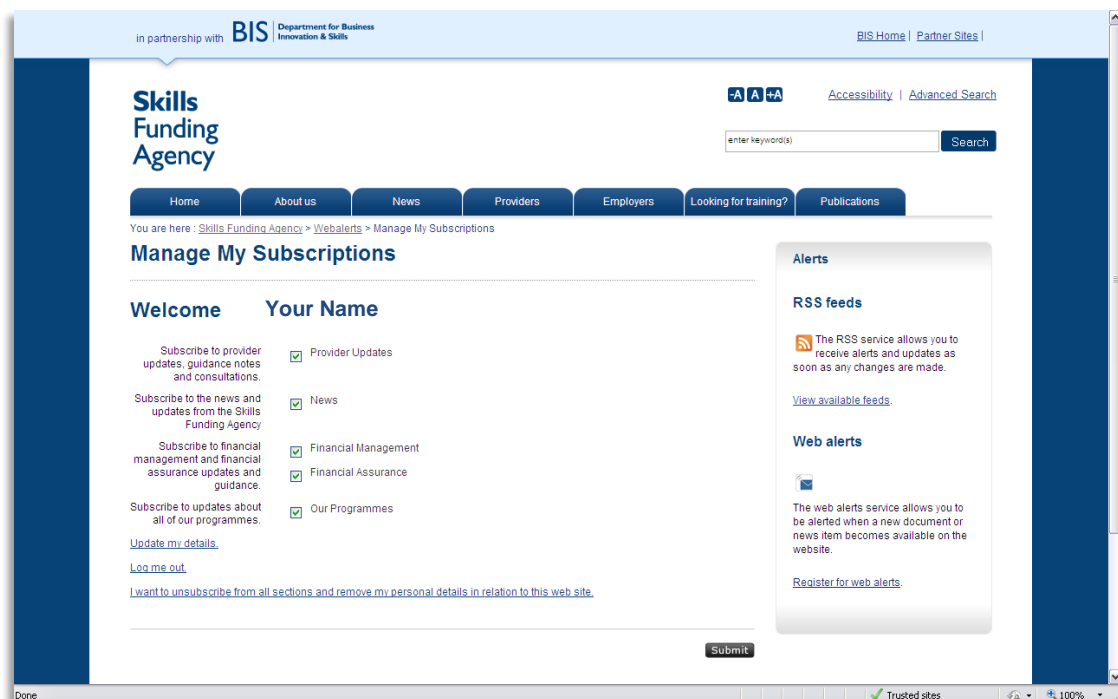 in partnership with BIS Department for Business
Innovation & Skills
BIS Home | Partner Sites |
Skills
Funding
Agency
-A A +A
Accessibility | Advanced Search
enter keyword(s)
Search
Home About us News Providers Employers Looking for training? Publications
You are here : Skills Funding Agency > Webalerts > Manage My Subscriptions
Manage My Subscriptions
Welcome Your Name
Subscribe to provider
updates, guidance notes
and consultations.
Provider Updates
Subscribe to the news and
updates from the Skills
Funding Agency
News
Subscribe to financial
management and financial
assurance updates and
guidance.
Financial Management
Financial Assurance
Subscribe to updates about
all of our programmes.
Our Programmes
Update my details.
Log me out.
I want to unsubscribe from all sections and remove my personal details in relation to this web site.
Submit
Alerts
RSS feeds
The RSS service allows you to
receive alerts and updates as
soon as any changes are made.
View available feeds.
Web alerts
The web alerts service allows you to
be alerted when a new document or
news item becomes available on the
website.
Register for web alerts.
Done
Trusted sites
100%